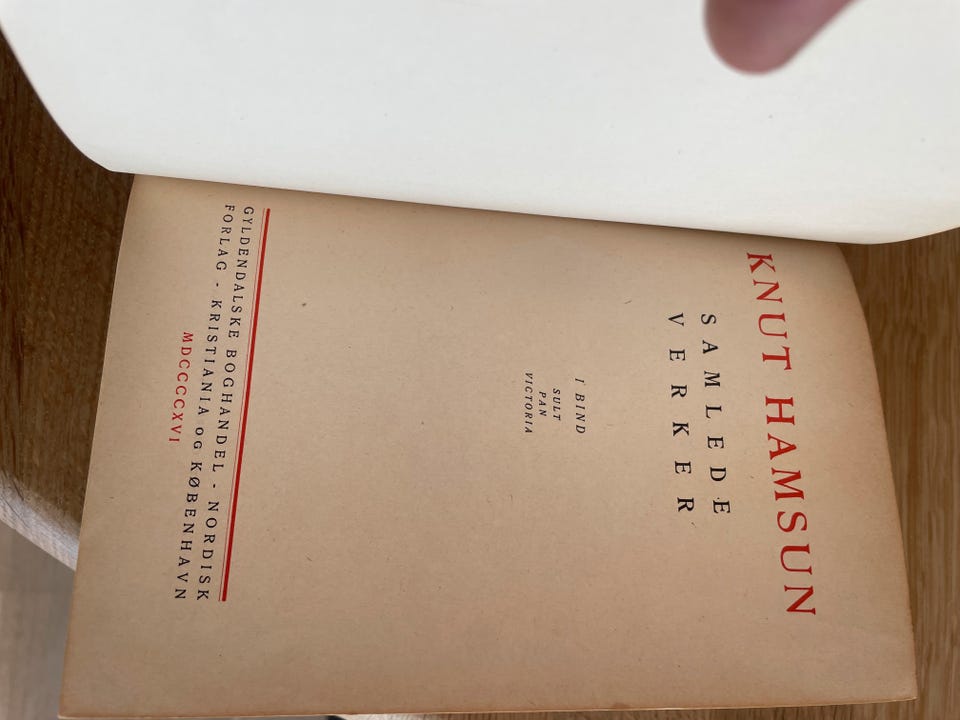 KNUT HAMSUN
SAMLEDE
VERKER
I BIND
SULT
PAN
VICTORIA
GYLDENDALSKE BOGHANDEL - NORDISK
FORLAG - KRISTIANIA OG KØBENHAVN
MDCCCCXVI